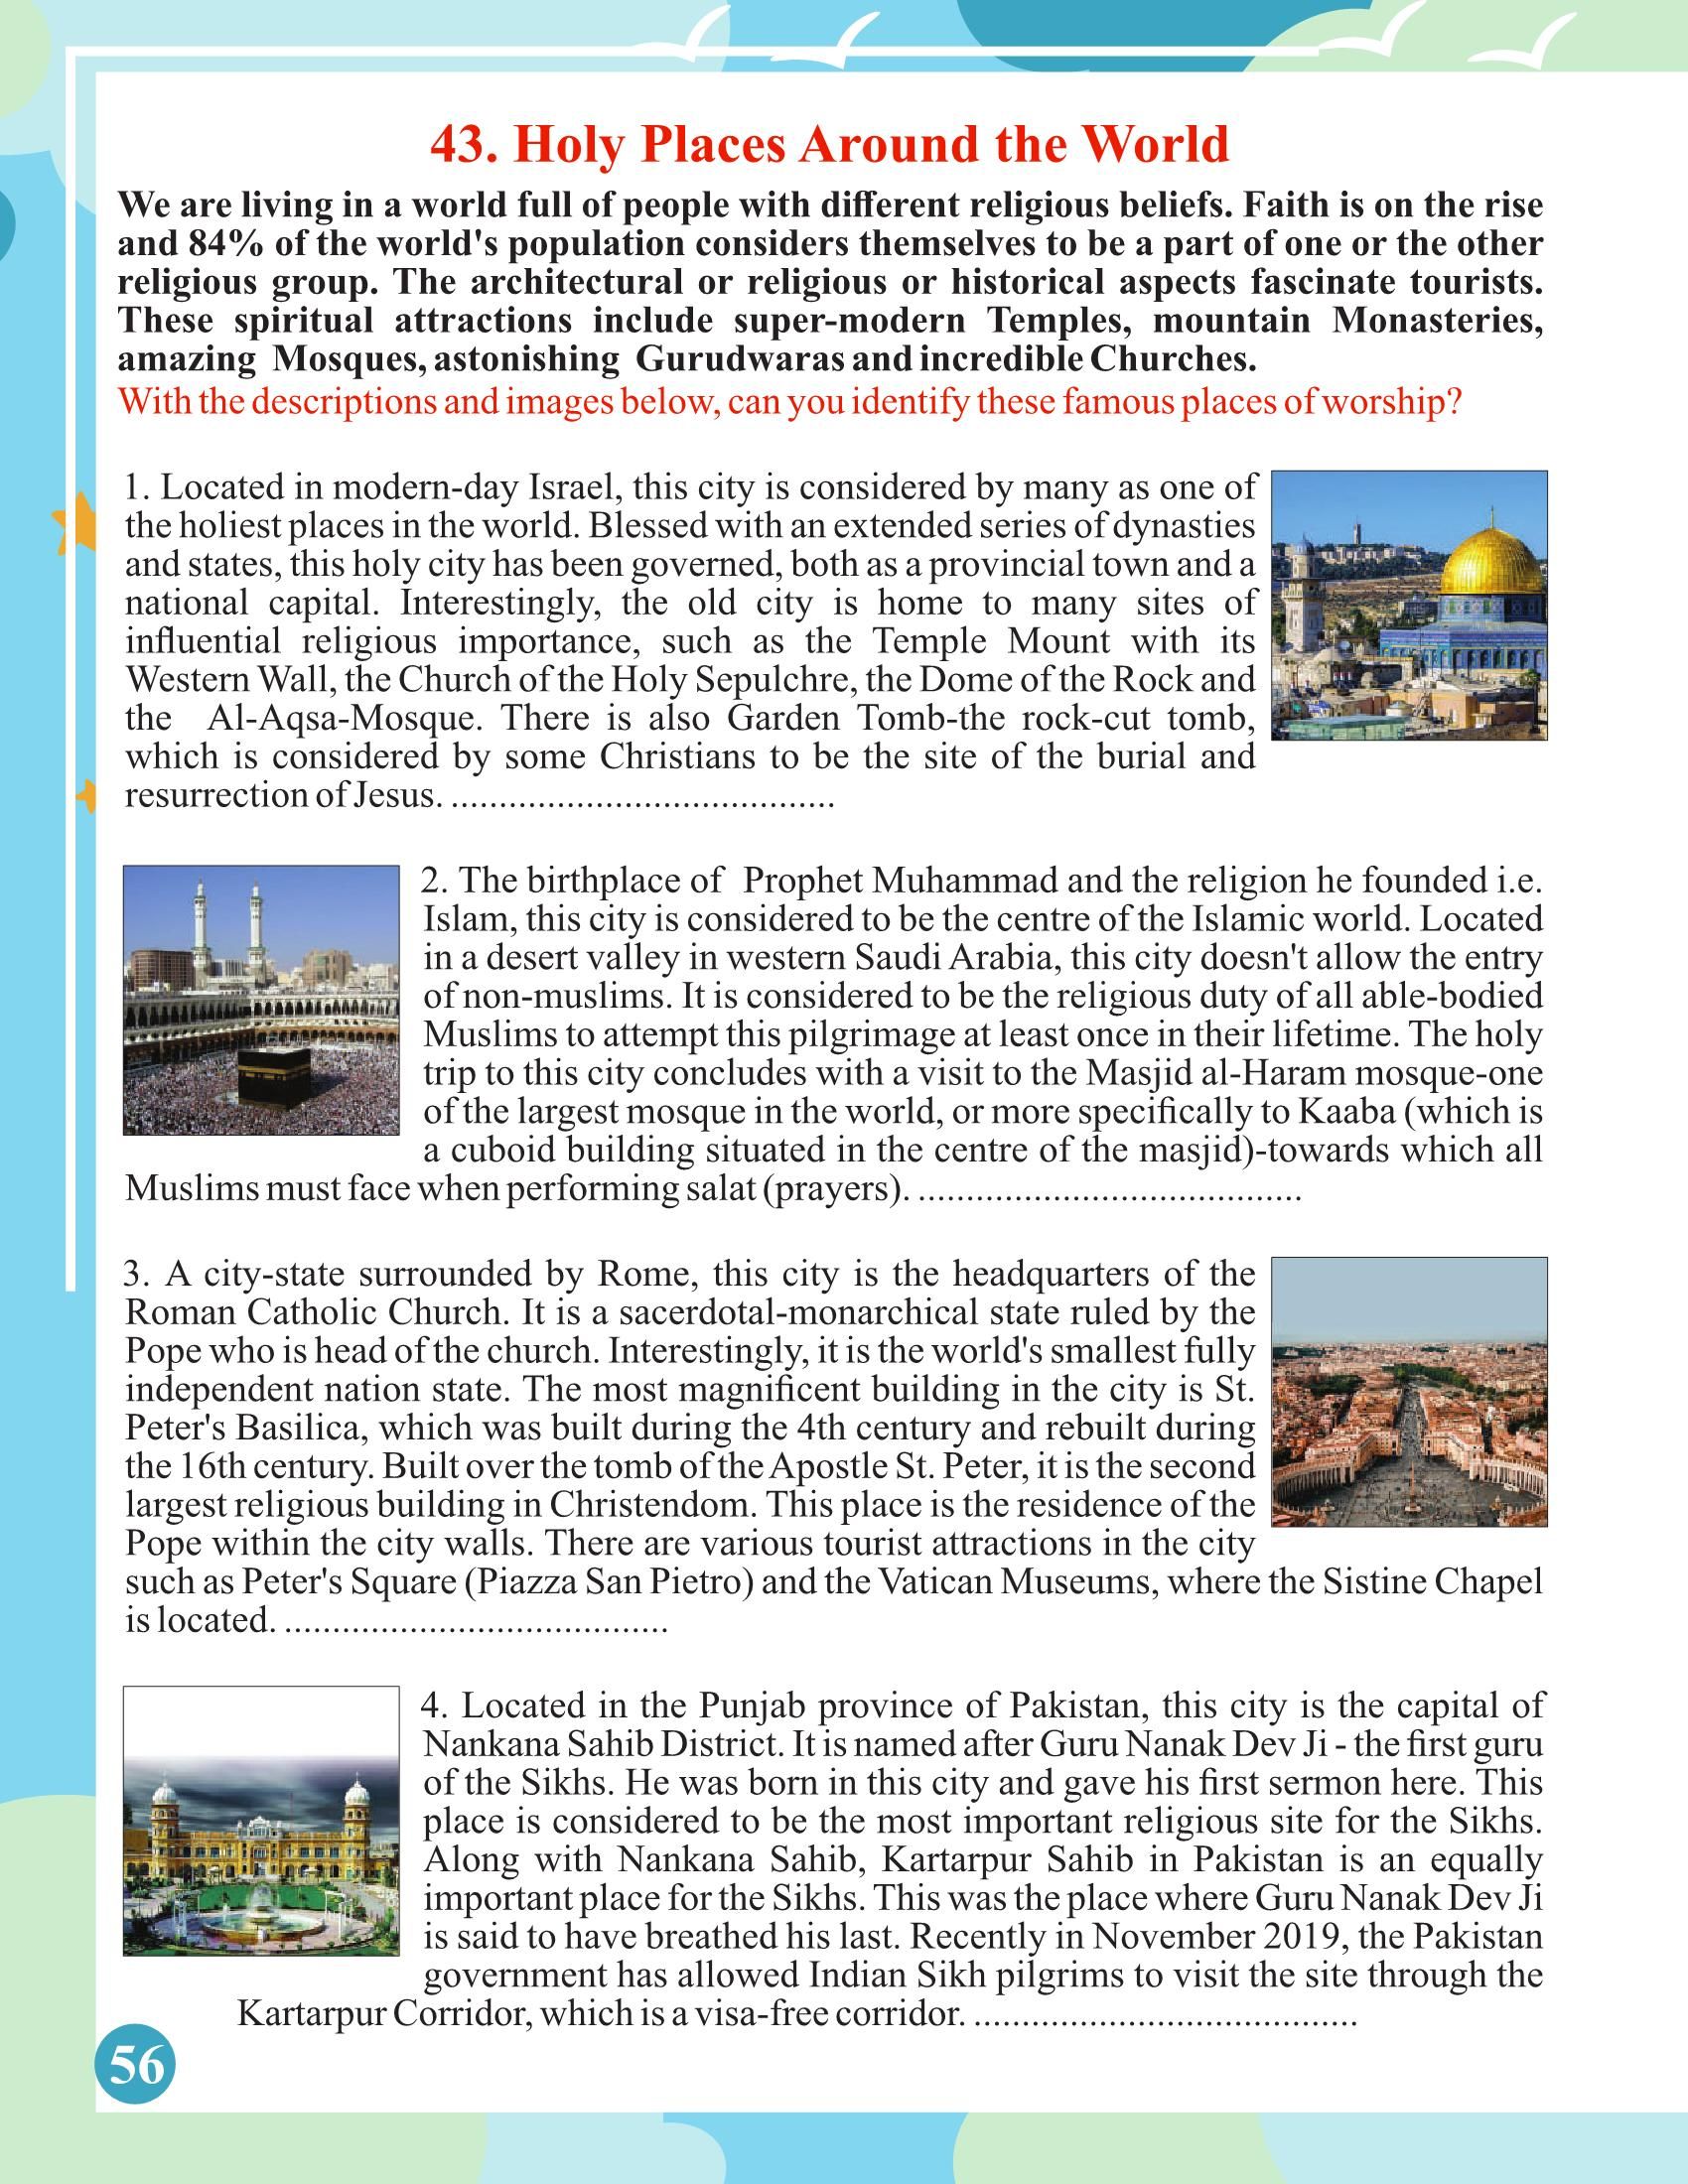 43. Holy Places Around the World
We are living in a world full of people with different religious beliefs. Faith is on the rise
and 84% of the world's population considers themselves to be a part of one or the other
religious group. The architectural or religious or historical aspects fascinate tourists.
These spiritual attractions include super-modern Temples, mountain Monasteries,
amazing Mosques, astonishing Gurudwaras and incredible Churches.
With the descriptions and images below, can you identify these famous places of worship?
1. Located in modern-day Israel, this city is considered by many as one of
the holiest places in the world. Blessed with an extended series of dynasties
and states, this holy city has been governed, both as a provincial town and a
national capital. Interestingly, the old city is home to many sites of
influential religious importance, such as the Temple Mount with its
Western Wall, the Church of the Holy Sepulchre, the Dome of the Rock and
the Al-Aqsa-Mosque. There is also Garden Tomb-the rock-cut tomb,
which is considered by some Christians to be the site of the burial and
resurrection of Jesus. ........................................
2. The birthplace of Prophet Muhammad and the religion he founded i.e.
Islam, this city is considered to be the centre of the Islamic world. Located
in a desert valley in western Saudi Arabia, this city doesn't allow the entry
of non-muslims. It is considered to be the religious duty of all able-bodied
Muslims to attempt this pilgrimage at least once in their lifetime. The holy
trip to this city concludes with a visit to the Masjid al-Haram mosque-one
of the largest mosque in the world, or more specifically to Kaaba (which is
a cuboid building situated in the centre of the masjid)-towards which all
Muslims must face when performing salat (prayers). ........................................
3. A city-state surrounded by Rome, this city is the headquarters of the
Roman Catholic Church. It is a sacerdotal-monarchical state ruled by the
Pope who is head of the church. Interestingly, it is the world's smallest fully
independent nation state. The most magnificent building in the city is St.
Peter's Basilica, which was built during the 4th century and rebuilt during
the 16th century. Built over the tomb of the Apostle St. Peter, it is the second
largest religious building in Christendom. This place is the residence of the
Pope within the city walls. There are various tourist attractions in the city
such as Peter's Square (Piazza San Pietro) and the Vatican Museums, where the Sistine Chapel
is located. ........................................
4. Located in the Punjab province of Pakistan, this city is the capital of
Nankana Sahib District. It is named after Guru Nanak Dev Ji - the first guru
of the Sikhs. He was born in this city and gave his first sermon here. This
place is considered to be the most important religious site for the Sikhs.
Along with Nankana Sahib, Kartarpur Sahib in Pakistan is an equally
important place for the Sikhs. This was the place where Guru Nanak Dev Ji
is said to have breathed his last. Recently in November 2019, the Pakistan
government has allowed Indian Sikh pilgrims to visit the site through the
Kartarpur Corridor, which is a visa-free corridor. ........................................
56